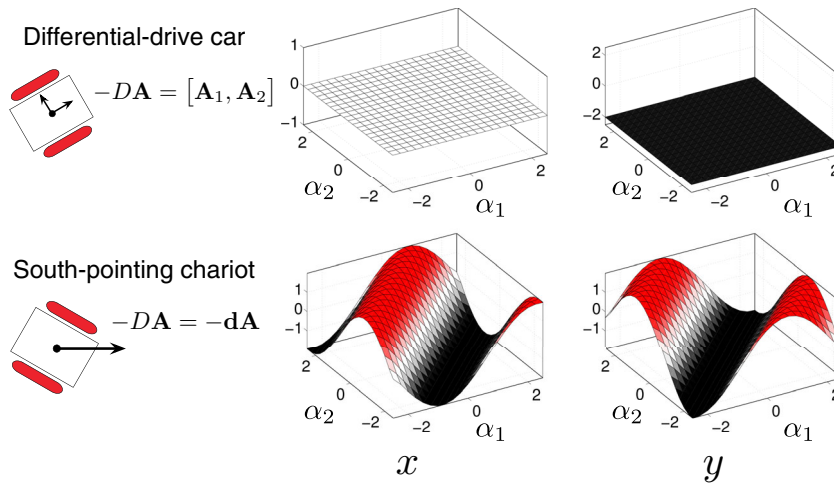 Differential-drive car
−DA = [A₁, A₂]
1
0
−1
2
0
−2
α₂
−2
0
2
α₁
2
0
−2
2
0
−2
α₂
−2
0
2
α₁
South-pointing chariot
−DA = −dA
1
0
−1
2
0
−2
α₂
−2
0
2
α₁
x
1
0
−1
2
0
−2
α₂
−2
0
2
α₁
y